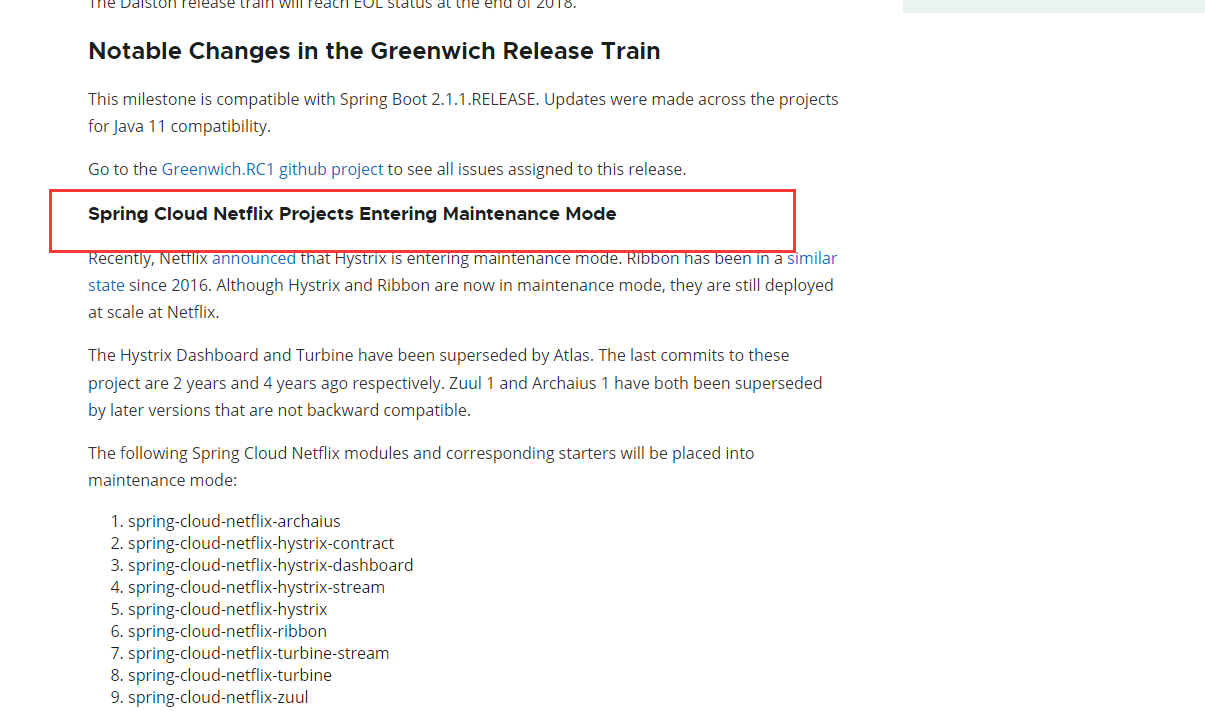 The Dalston release train will reach EOL status at the end of 2018.
Notable Changes in the Greenwich Release Train
This milestone is compatible with Spring Boot 2.1.1.RELEASE. Updates were made across the projects
for Java 11 compatibility.
Go to the Greenwich.RC1 github project to see all issues assigned to this release.
Spring Cloud Netflix Projects Entering Maintenance Mode
Recently, Netflix announced that Hystrix is entering maintenance mode. Ribbon has been in a similar
state since 2016. Although Hystrix and Ribbon are now in maintenance mode, they are still deployed
at scale at Netflix.
The Hystrix Dashboard and Turbine have been superseded by Atlas. The last commits to these
project are 2 years and 4 years ago respectively. Zuul 1 and Archaius 1 have both been superseded
by later versions that are not backward compatible.
The following Spring Cloud Netflix modules and corresponding starters will be placed into
maintenance mode:
1. spring-cloud-netflix-archaius
2. spring-cloud-netflix-hystrix-contract
3. spring-cloud-netflix-hystrix-dashboard
4. spring-cloud-netflix-hystrix-stream
5. spring-cloud-netflix-hystrix
6. spring-cloud-netflix-ribbon
7. spring-cloud-netflix-turbine-stream
8. spring-cloud-netflix-turbine
9. spring-cloud-netflix-zuul